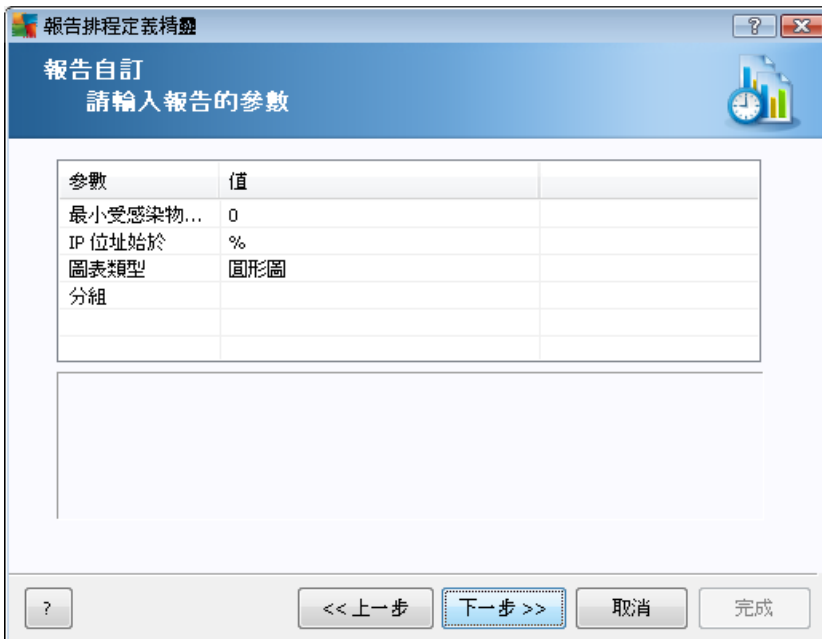 報告排程定義精靈
報告自訂
請輸入報告的參數
參數 值
最小受感染物... 0
IP 位址始於 %
圖表類型 圓形圖
分組
?
<< 上一步
下一步 >>
取消
完成